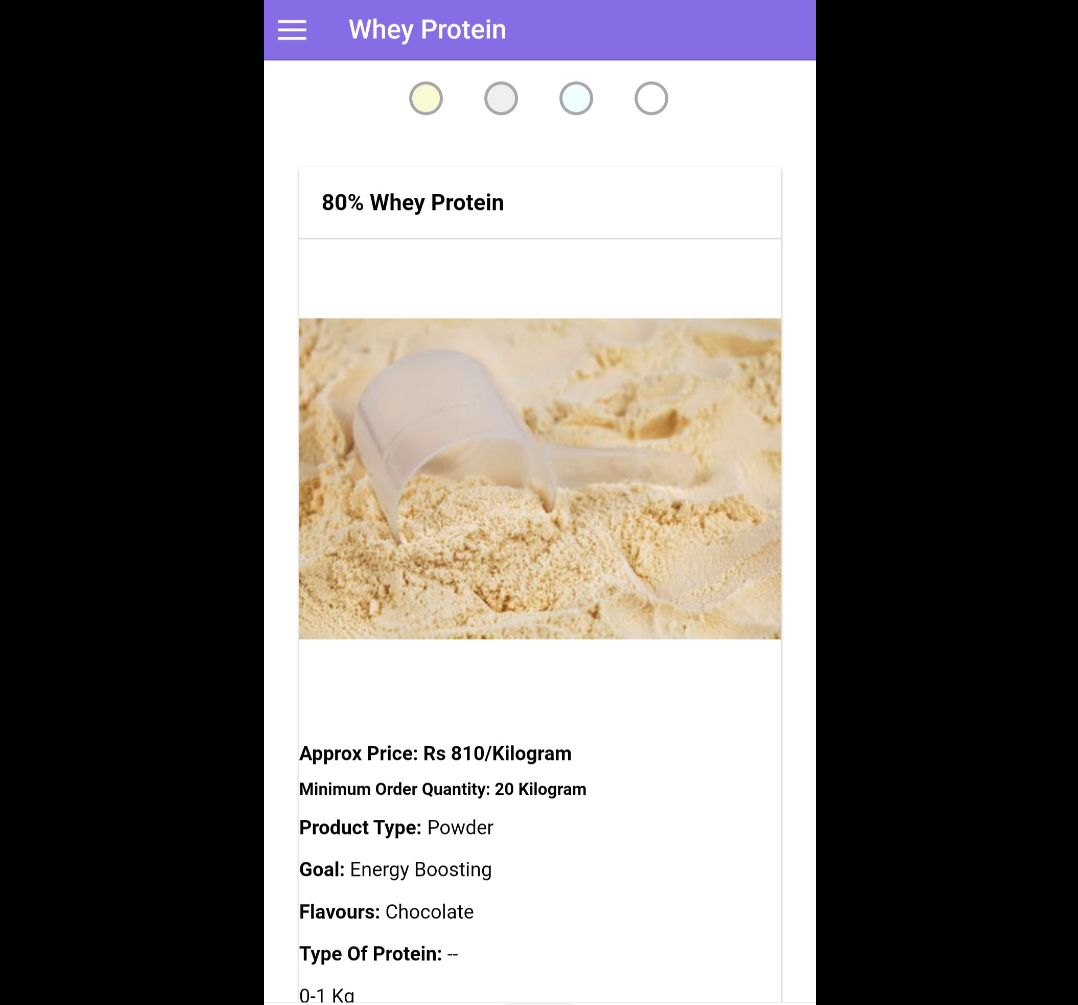 Whey Protein
80% Whey Protein
Approx Price: Rs 810/Kilogram
Minimum Order Quantity: 20 Kilogram
Product Type: Powder
Goal: Energy Boosting
Flavours: Chocolate
Type Of Protein: --
0-1 Kg